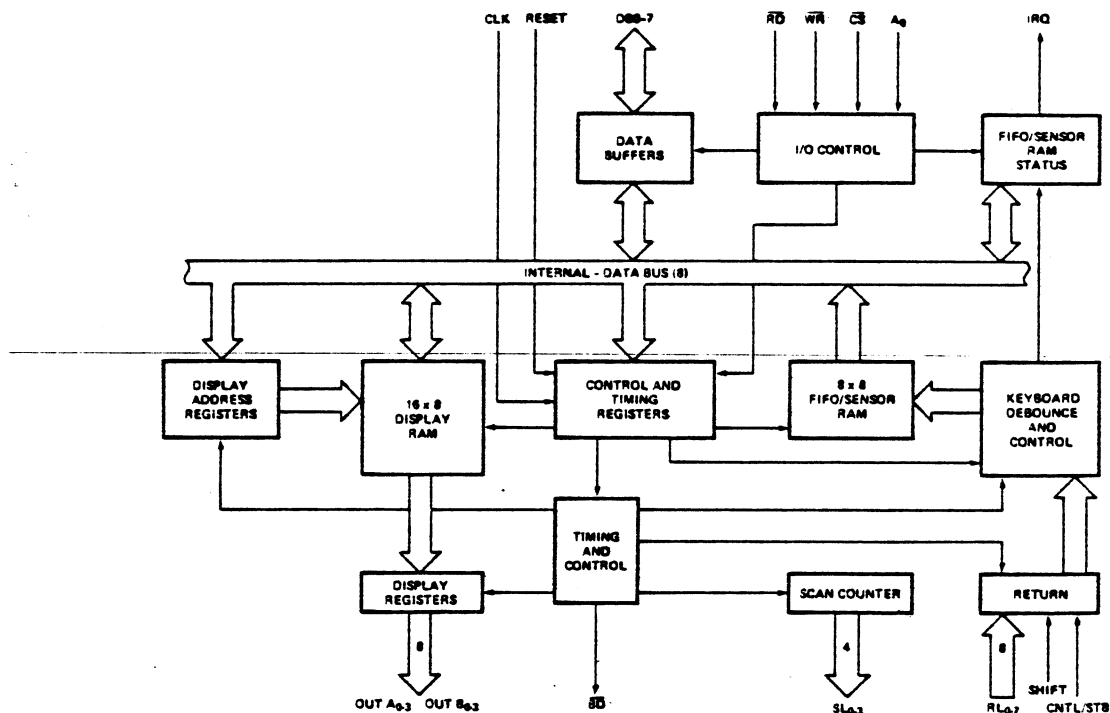 CLK RESET DB0-7 RD WR CS A0 IRQ
DATA
BUFFERS
I/O CONTROL
FIFO/SENSOR
RAM
STATUS
INTERNAL - DATA BUS (8)
DISPLAY
ADDRESS
REGISTERS
16 x 8
DISPLAY
RAM
CONTROL AND
TIMING
REGISTERS
8 x 8
FIFO/SENSOR
RAM
KEYBOARD
DEBOUNCE
AND
CONTROL
TIMING
AND
CONTROL
DISPLAY
REGISTERS
SCAN COUNTER
RETURN
8
4
8
SHIFT
OUT A0-3 OUT B0-3 BD SL0-3 RL0-7 CNTL/STB